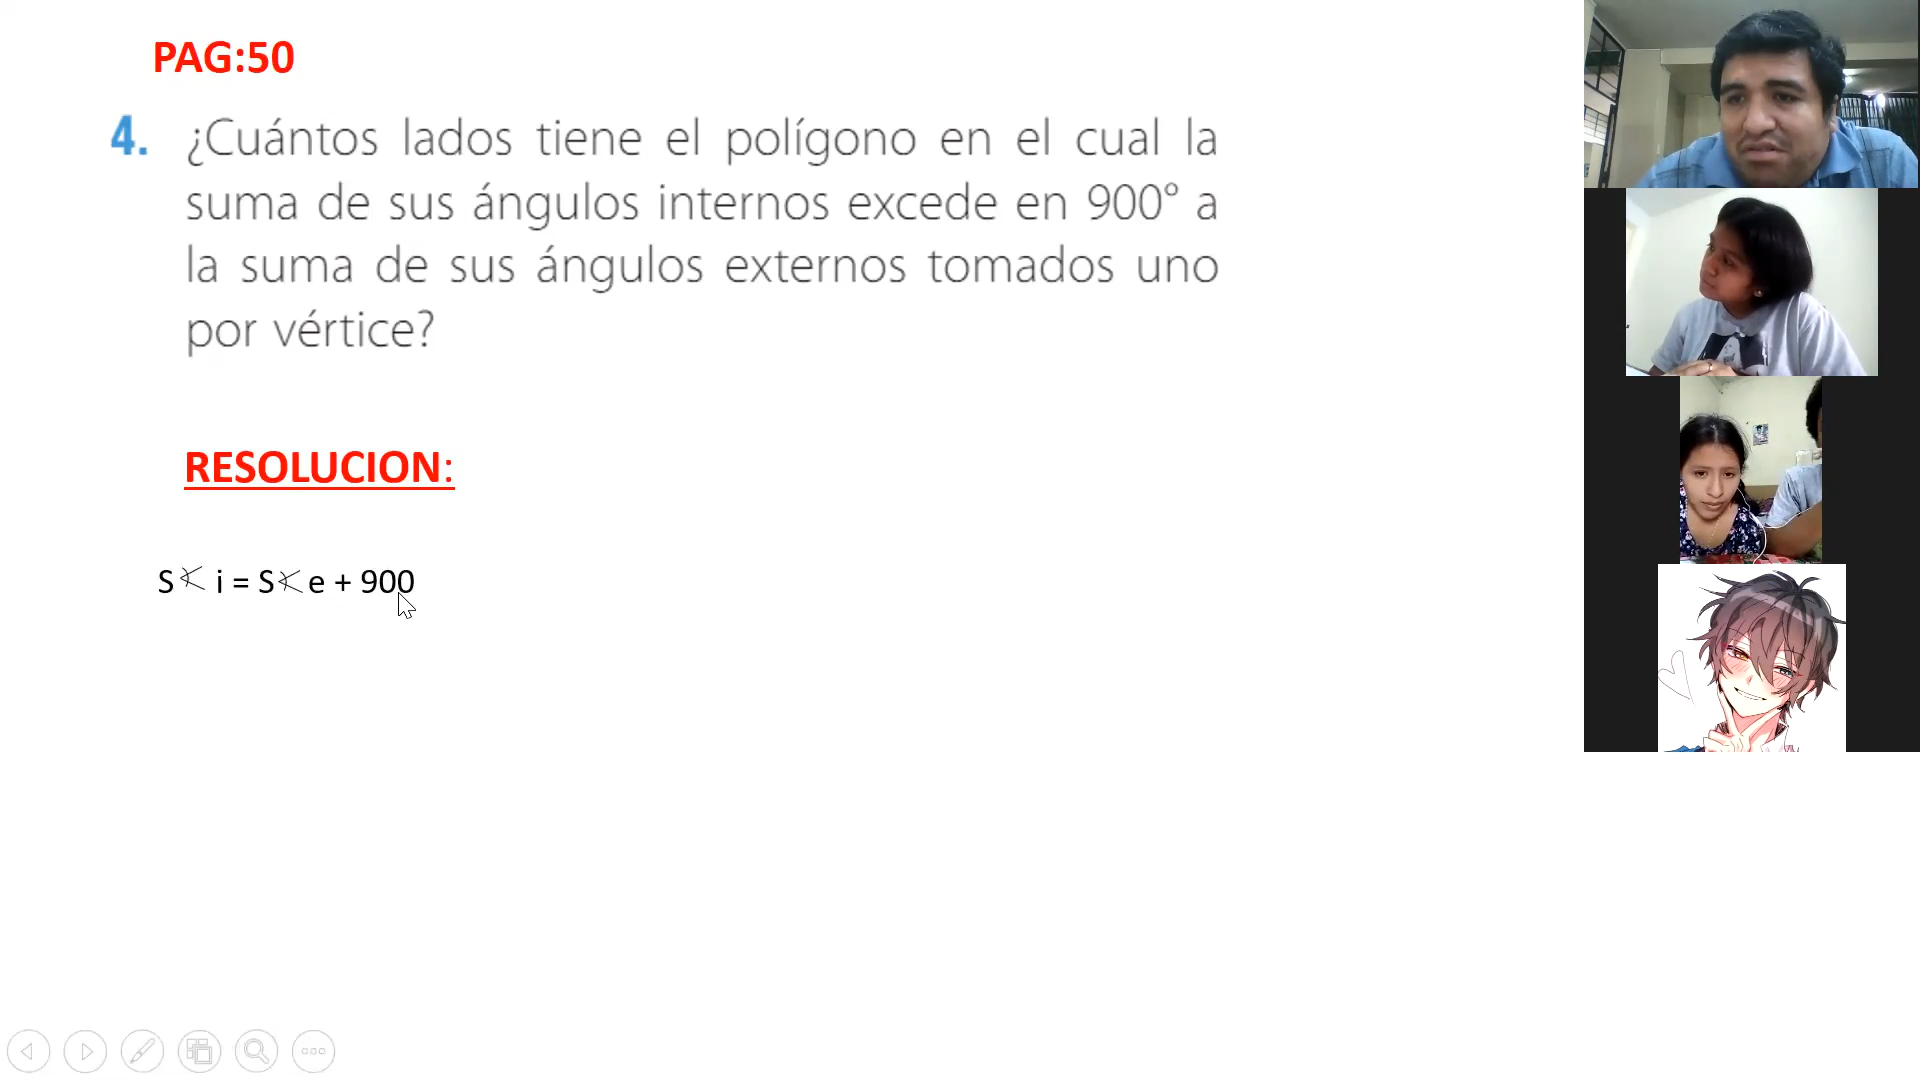 PAG:50
4. ¿Cuántos lados tiene el polígono en el cual la
suma de sus ángulos internos excede en 900° a
la suma de sus ángulos externos tomados uno
por vértice?
RESOLUCION:
S∢ i = S∢ e + 900